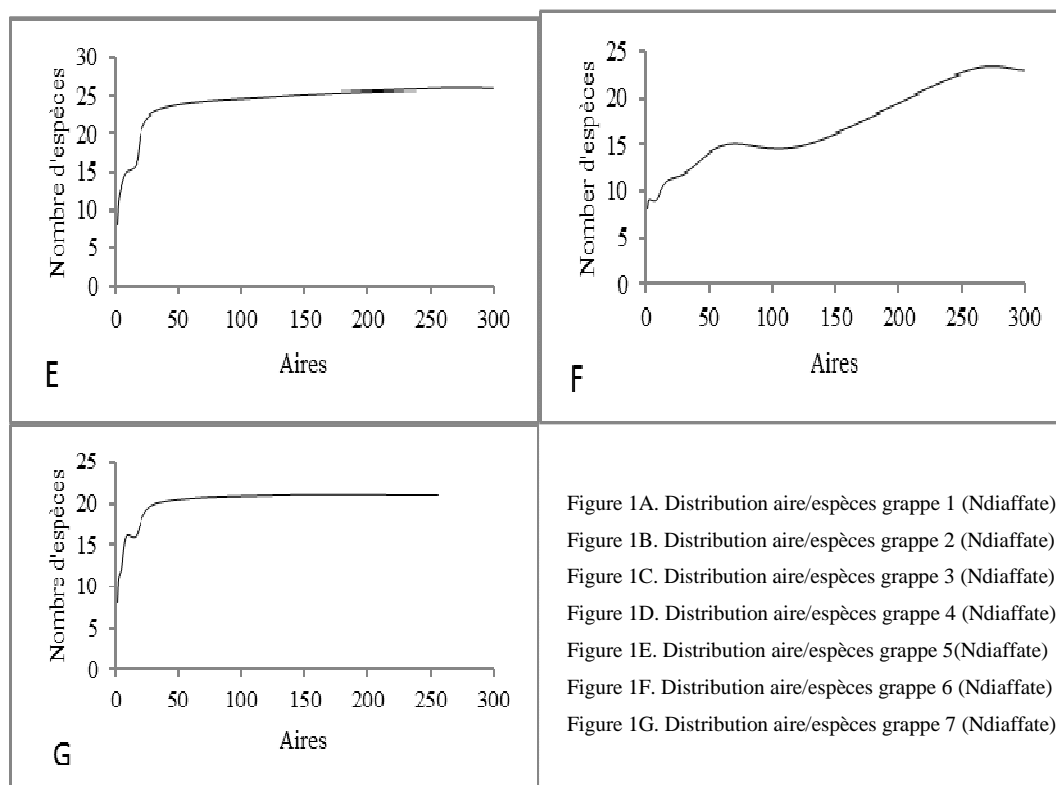 30
25
20
15
10
5
0
Nombre d'espèces
0 50 100 150 200 250 300
Aires
E
25
20
15
10
5
0
Nomber d'espèces
0 50 100 150 200 250 300
Aires
F
25
20
15
10
5
0
Nombre d'espèces
0 50 100 150 200 250 300
Aires
G
Figure 1A. Distribution aire/espèces grappe 1 (Ndiaffate)
Figure 1B. Distribution aire/espèces grappe 2 (Ndiaffate)
Figure 1C. Distribution aire/espèces grappe 3 (Ndiaffate)
Figure 1D. Distribution aire/espèces grappe 4 (Ndiaffate)
Figure 1E. Distribution aire/espèces grappe 5(Ndiaffate)
Figure 1F. Distribution aire/espèces grappe 6 (Ndiaffate)
Figure 1G. Distribution aire/espèces grappe 7 (Ndiaffate)